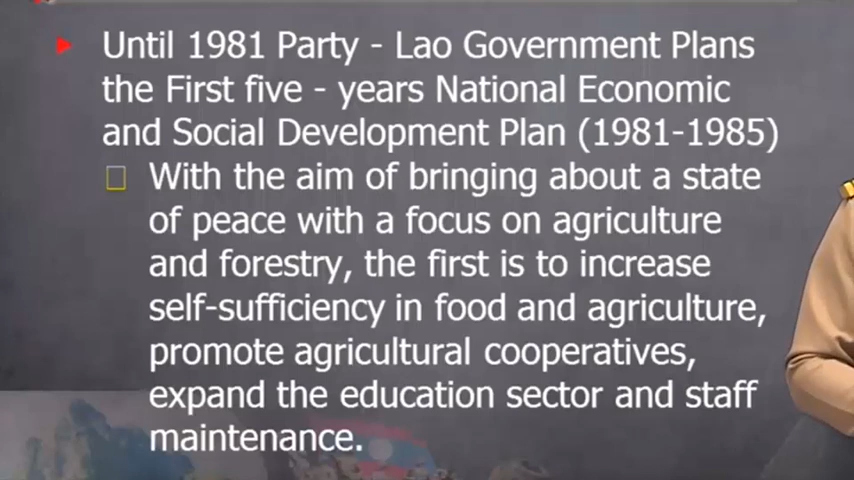 Until 1981 Party - Lao Government Plans
the First five - years National Economic
and Social Development Plan (1981-1985)
With the aim of bringing about a state
of peace with a focus on agriculture
and forestry, the first is to increase
self-sufficiency in food and agriculture,
promote agricultural cooperatives,
expand the education sector and staff
maintenance.